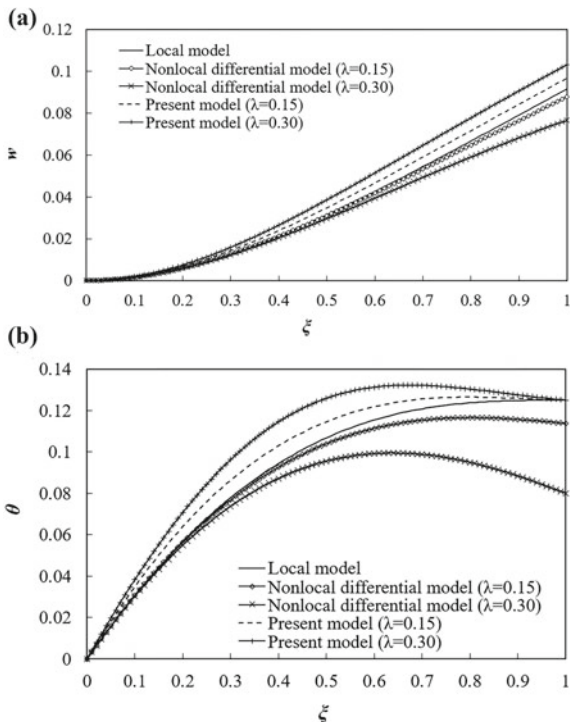 (a)
0.12
0.1
0.08
0.06
0.04
0.02
0
w
Local model
Nonlocal differential model (λ=0.15)
Nonlocal differential model (λ=0.30)
Present model (λ=0.15)
Present model (λ=0.30)
0 0.1 0.2 0.3 0.4 0.5 0.6 0.7 0.8 0.9 1
ξ
(b)
0.14
0.12
0.1
0.08
0.06
0.04
0.02
0
θ
Local model
Nonlocal differential model (λ=0.15)
Nonlocal differential model (λ=0.30)
Present model (λ=0.15)
Present model (λ=0.30)
0 0.1 0.2 0.3 0.4 0.5 0.6 0.7 0.8 0.9 1
ξ